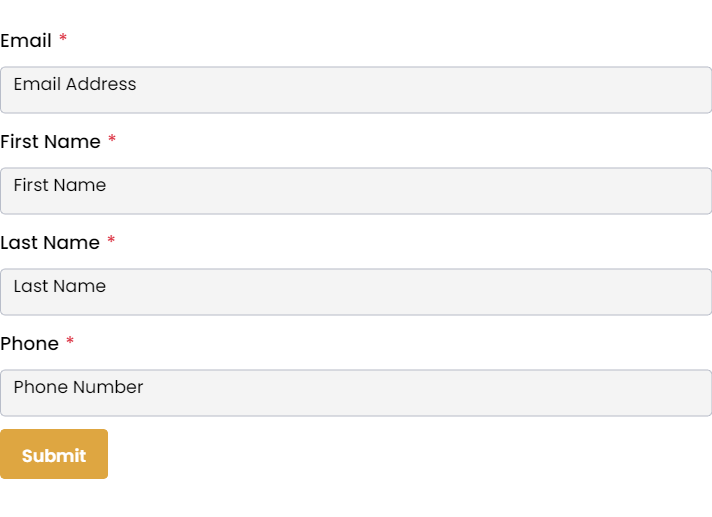 Email *
Email Address
First Name *
First Name
Last Name *
Last Name
Phone *
Phone Number
Submit